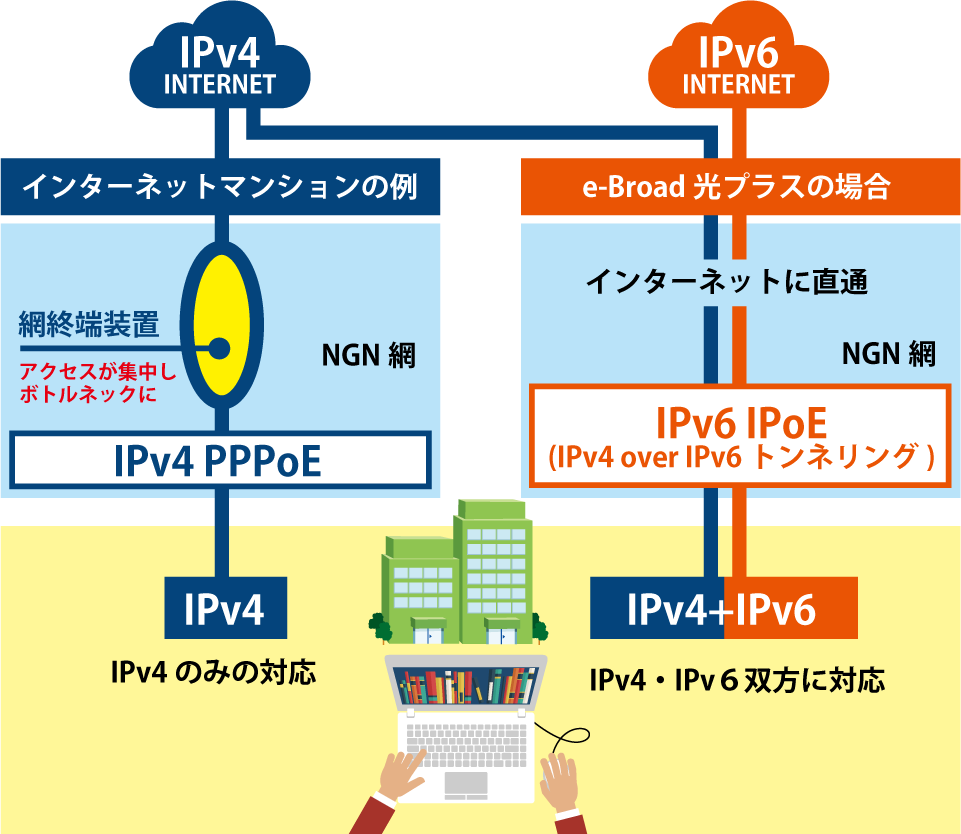 IPv4
INTERNET
IPv6
INTERNET
インターネットマンションの例
e-Broad 光プラスの場合
網終端装置
アクセスが集中し
ボトルネックに
NGN 網
IPv4 PPPoE
インターネットに直通
NGN 網
IPv6 IPoE
(IPv4 over IPv6 トンネリング )
IPv4
IPv4 のみの対応
IPv4+IPv6
IPv4・IPv６双方に対応